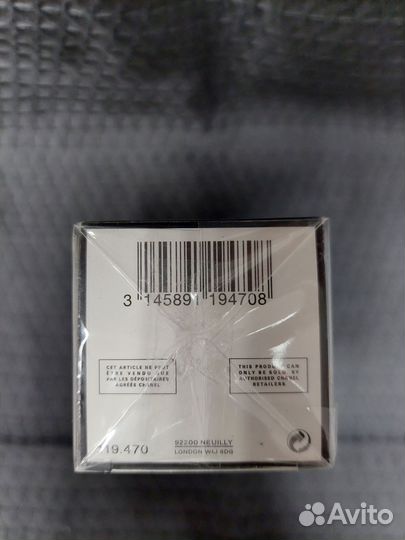 3 145891 194708
CET ARTICLE NE PEUT
ÊTRE VENDU QUE
PAR LES DÉPOSITAIRES
AGRÉÉS CHANEL
THIS PRODUCT CAN
ONLY BE SOLD BY
AUTHORISED CHANEL
RETAILERS
119.470
92200 NEUILLY
LONDON W1J 6DG
Avito